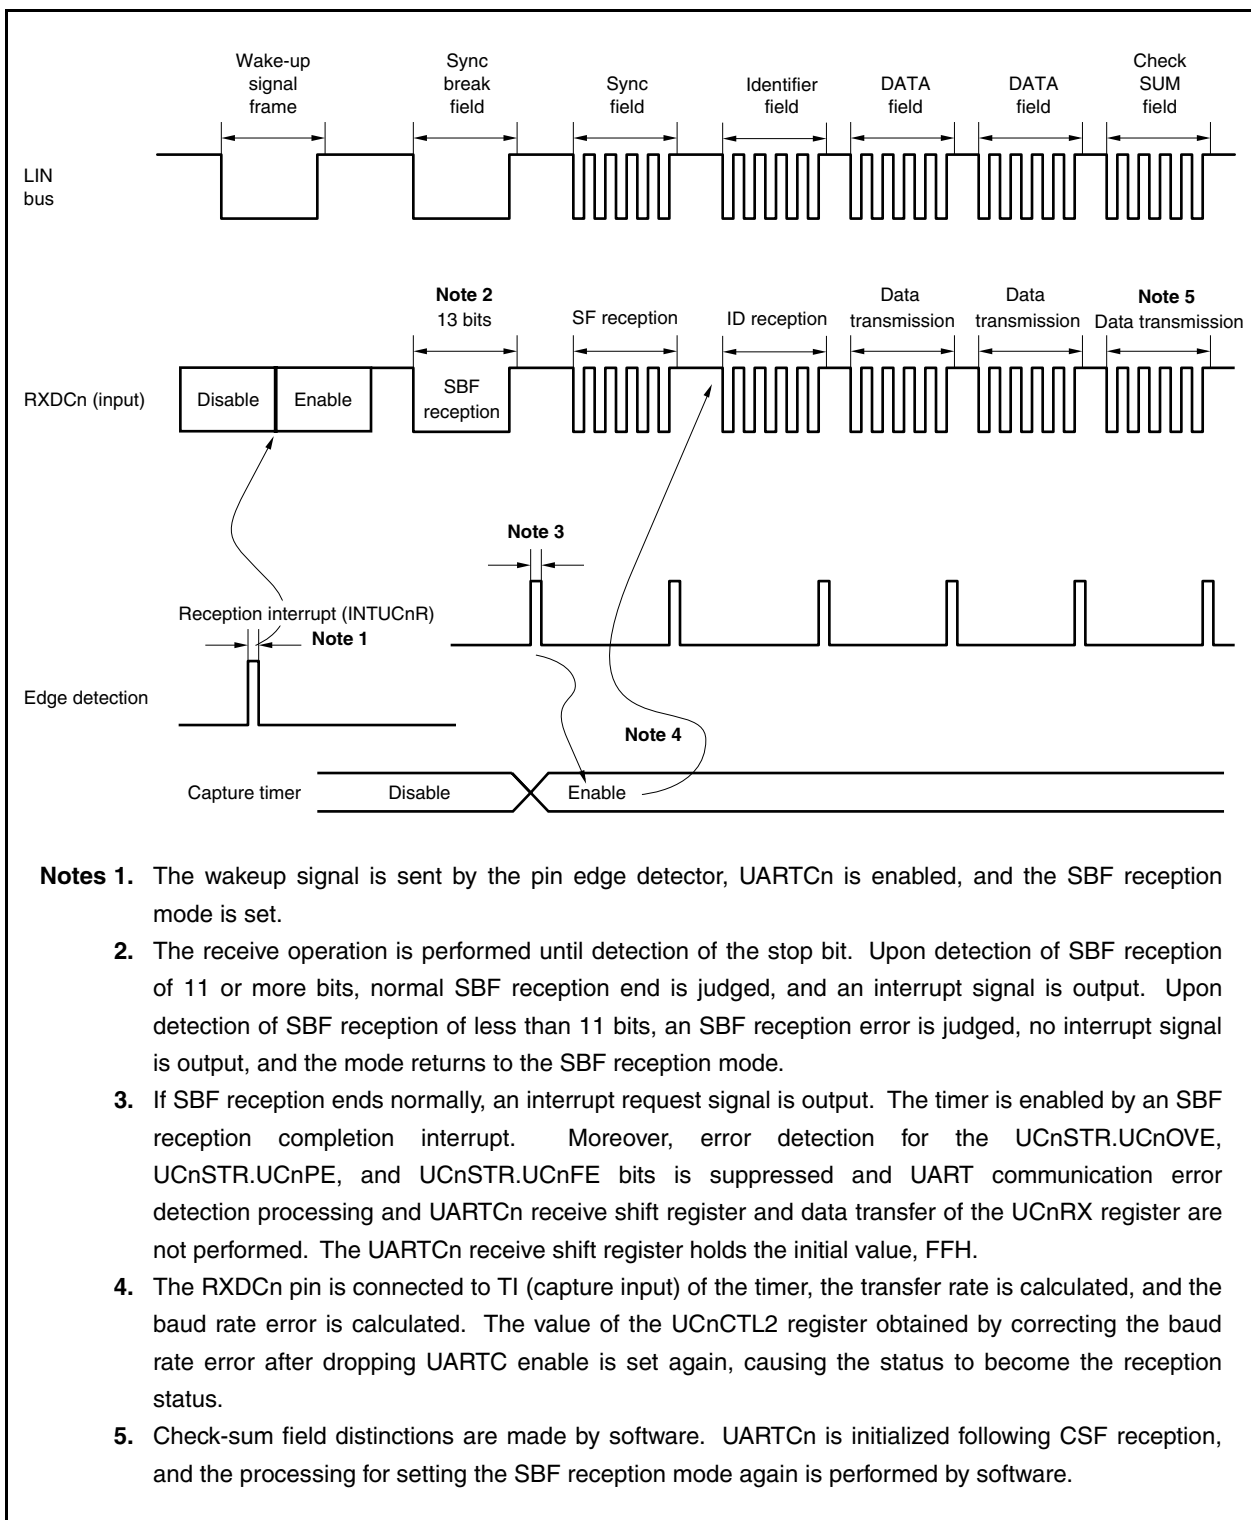 Wake-up
signal
frame
Sync
break
field
Sync
field
Identifier
field
DATA
field
DATA
field
Check
SUM
field
LIN
bus
Note 2
13 bits
SF reception
ID reception
Data
transmission
Data
transmission
Note 5
Data transmission
RXDCn (input)
Disable
Enable
SBF
reception
Note 3
Reception interrupt (INTUCnR)
Note 1
Edge detection
Note 4
Capture timer
Disable
Enable
Notes 1. The wakeup signal is sent by the pin edge detector, UARTCn is enabled, and the SBF reception
mode is set.
2. The receive operation is performed until detection of the stop bit. Upon detection of SBF reception
of 11 or more bits, normal SBF reception end is judged, and an interrupt signal is output. Upon
detection of SBF reception of less than 11 bits, an SBF reception error is judged, no interrupt signal
is output, and the mode returns to the SBF reception mode.
3. If SBF reception ends normally, an interrupt request signal is output. The timer is enabled by an SBF
reception completion interrupt. Moreover, error detection for the UCnSTR.UCnOVE,
UCnSTR.UCnPE, and UCnSTR.UCnFE bits is suppressed and UART communication error
detection processing and UARTCn receive shift register and data transfer of the UCnRX register are
not performed. The UARTCn receive shift register holds the initial value, FFH.
4. The RXDCn pin is connected to TI (capture input) of the timer, the transfer rate is calculated, and the
baud rate error is calculated. The value of the UCnCTL2 register obtained by correcting the baud
rate error after dropping UARTC enable is set again, causing the status to become the reception
status.
5. Check-sum field distinctions are made by software. UARTCn is initialized following CSF reception,
and the processing for setting the SBF reception mode again is performed by software.